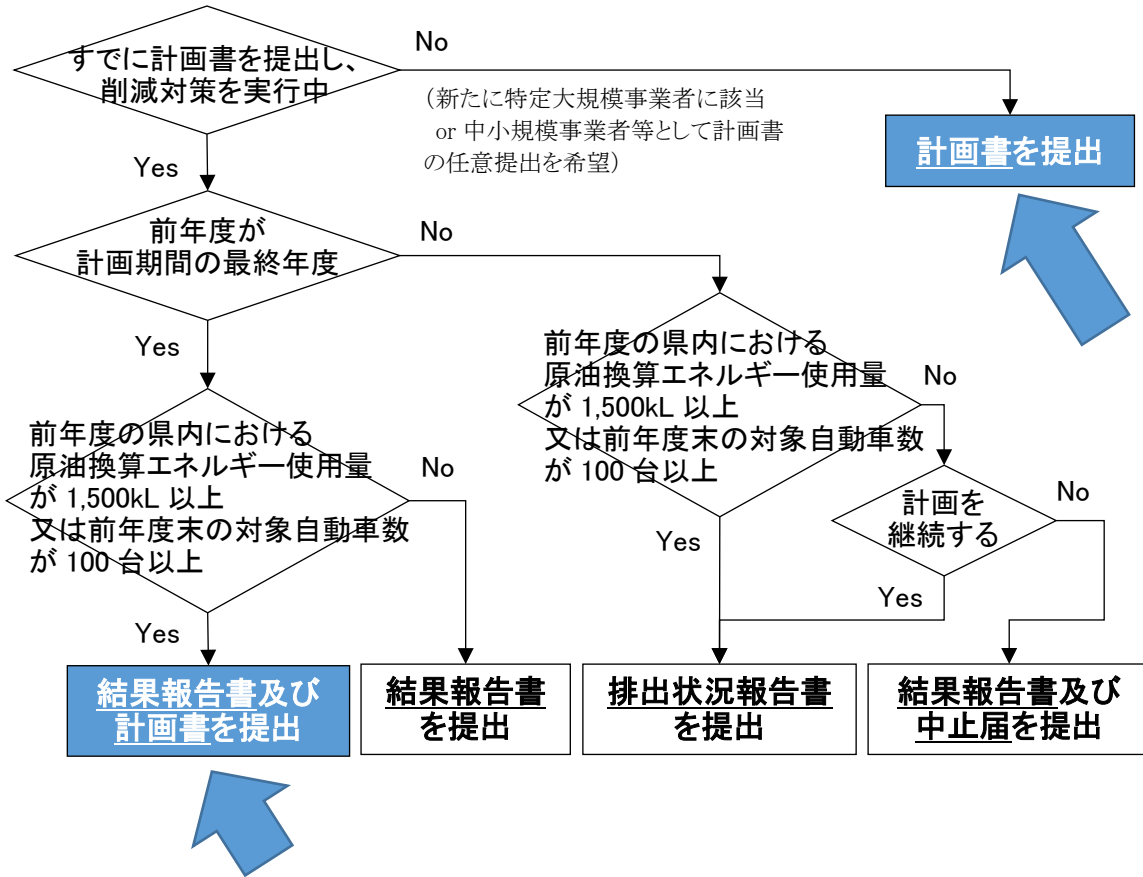 すでに計画書を提出し、
削減対策を実行中
No
（新たに特定大規模事業者に該当
or 中小規模事業者等として計画書
の任意提出を希望）
計画書を提出
Yes
前年度が
計画期間の最終年度
No
Yes
前年度の県内における
原油換算エネルギー使用量
が 1,500kL 以上
又は前年度末の対象自動車数
が 100 台以上
No
計画を
継続する
No
Yes
Yes
前年度の県内における
原油換算エネルギー使用量
が 1,500kL 以上
又は前年度末の対象自動車数
が 100 台以上
No
Yes
結果報告書及び
計画書を提出
結果報告書
を提出
排出状況報告書
を提出
結果報告書及び
中止届を提出